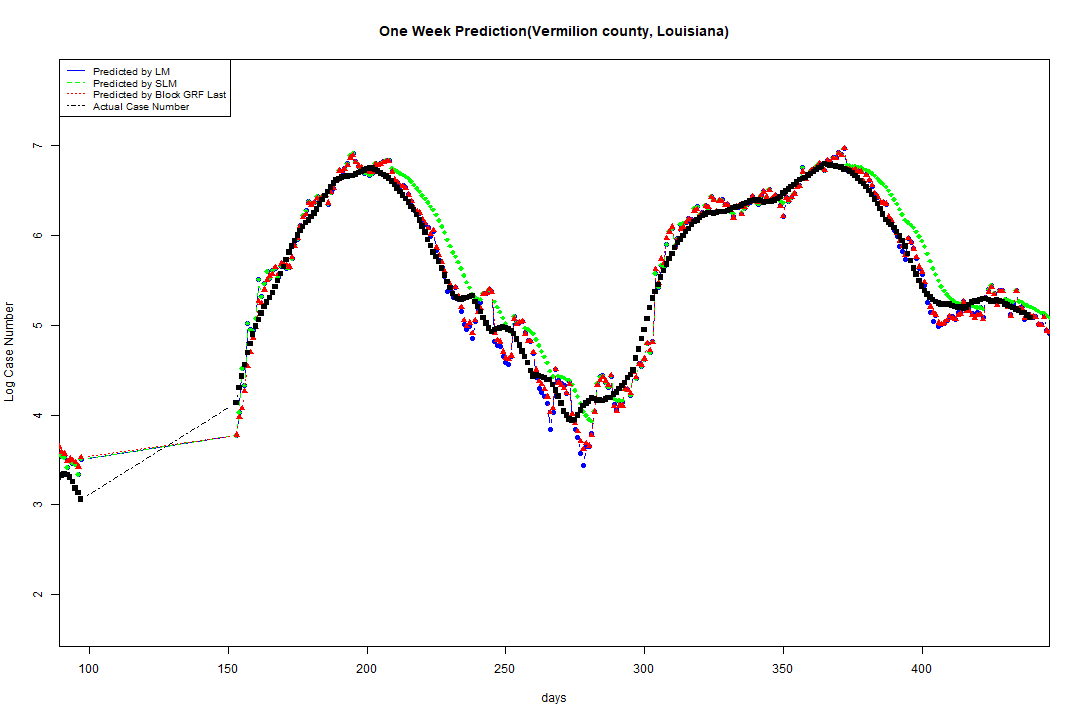 One Week Prediction(Vermilion county, Louisiana)
Predicted by LM
Predicted by SLM
Predicted by Block GRF Last
Actual Case Number
7
6
5
4
3
2
Log Case Number
100 150 200 250 300 350 400
days